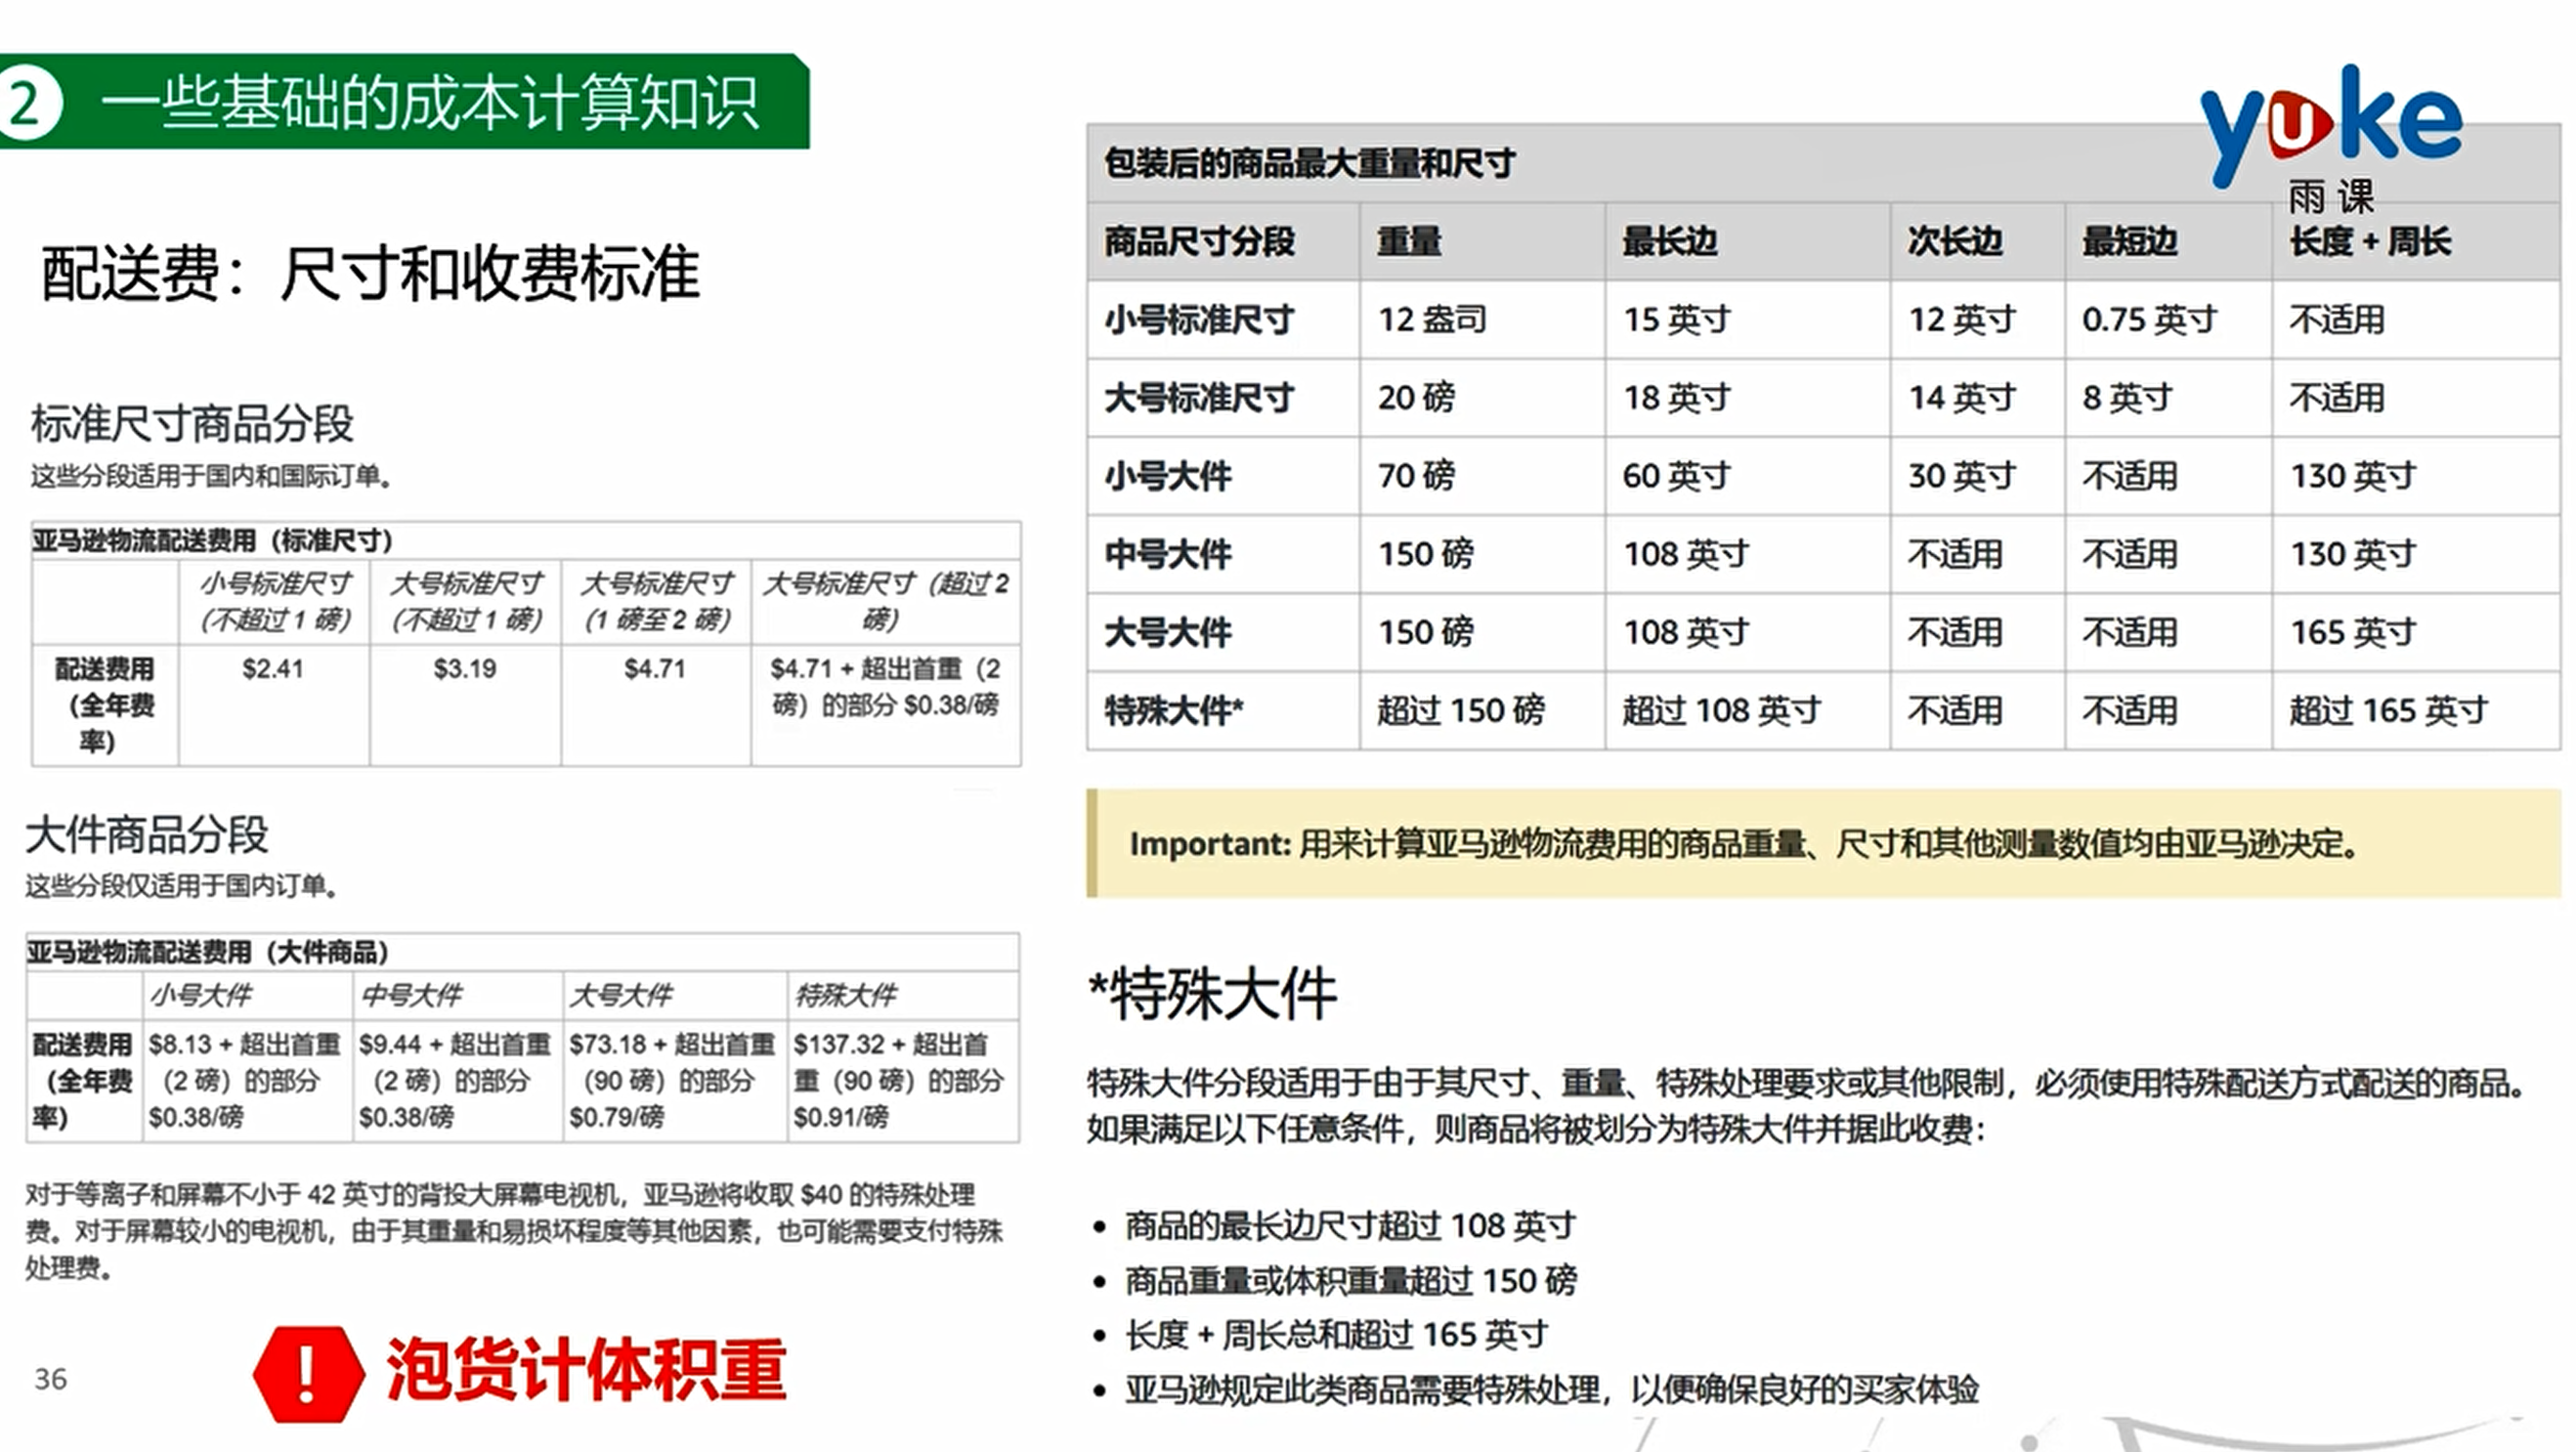 2 一些基础的成本计算知识
yuke
雨课
配送费：尺寸和收费标准
标准尺寸商品分段
这些分段适用于国内和国际订单。
亚马逊物流配送费用（标准尺寸）
小号标准尺寸（不超过 1 磅） 大号标准尺寸（不超过 1 磅） 大号标准尺寸（1 磅至 2 磅） 大号标准尺寸（超过 2 磅）
配送费用（全年费率） $2.41 $3.19 $4.71 $4.71 + 超出首重（2 磅）的部分 $0.38/磅
大件商品分段
这些分段仅适用于国内订单。
亚马逊物流配送费用（大件商品）
小号大件 中号大件 大号大件 特殊大件
配送费用（全年费率） $8.13 + 超出首重（2 磅）的部分 $0.38/磅 $9.44 + 超出首重（2 磅）的部分 $0.38/磅 $73.18 + 超出首重（90 磅）的部分 $0.79/磅 $137.32 + 超出首重（90 磅）的部分 $0.91/磅
对于等离子和屏幕不小于 42 英寸的背投大屏幕电视机，亚马逊将收取 $40 的特殊处理
费。对于屏幕较小的电视机，由于其重量和易损坏程度等其他因素，也可能需要支付特殊
处理费。
! 泡货计体积重
36
包装后的商品最大重量和尺寸
商品尺寸分段 重量 最长边 次长边 最短边 长度 + 周长
小号标准尺寸 12 盎司 15 英寸 12 英寸 0.75 英寸 不适用
大号标准尺寸 20 磅 18 英寸 14 英寸 8 英寸 不适用
小号大件 70 磅 60 英寸 30 英寸 不适用 130 英寸
中号大件 150 磅 108 英寸 不适用 不适用 130 英寸
大号大件 150 磅 108 英寸 不适用 不适用 165 英寸
特殊大件* 超过 150 磅 超过 108 英寸 不适用 不适用 超过 165 英寸
Important: 用来计算亚马逊物流费用的商品重量、尺寸和其他测量数值均由亚马逊决定。
*特殊大件
特殊大件分段适用于由于其尺寸、重量、特殊处理要求或其他限制，必须使用特殊配送方式配送的商品。
如果满足以下任意条件，则商品将被划分为特殊大件并据此收费：
• 商品的最长边尺寸超过 108 英寸
• 商品重量或体积重量超过 150 磅
• 长度 + 周长总和超过 165 英寸
• 亚马逊规定此类商品需要特殊处理，以便确保良好的买家体验